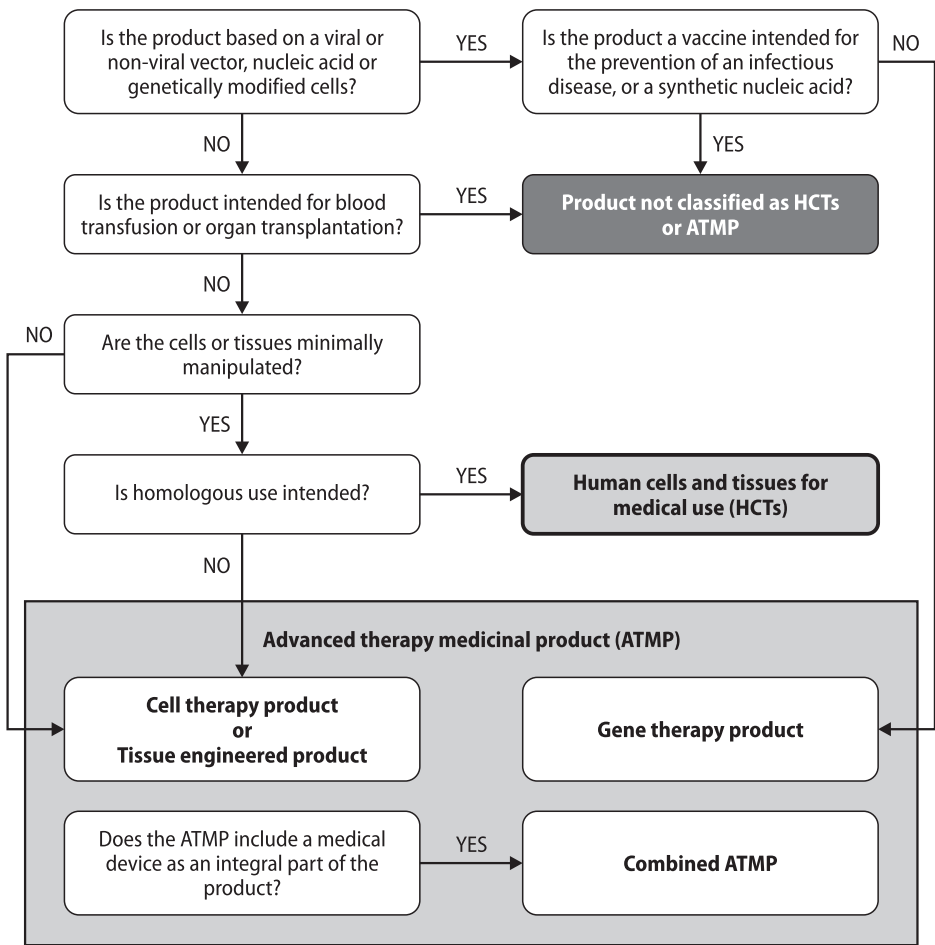 Is the product based on a viral or
non-viral vector, nucleic acid or
genetically modified cells?
YES
Is the product a vaccine intended for
the prevention of an infectious
disease, or a synthetic nucleic acid?
NO
NO
YES
Is the product intended for blood
transfusion or organ transplantation?
YES
Product not classified as HCTs
or ATMP
NO
NO
Are the cells or tissues minimally
manipulated?
YES
Is homologous use intended?
YES
Human cells and tissues for
medical use (HCTs)
NO
Advanced therapy medicinal product (ATMP)
Cell therapy product
or
Tissue engineered product
Gene therapy product
Does the ATMP include a medical
device as an integral part of the
product?
YES
Combined ATMP